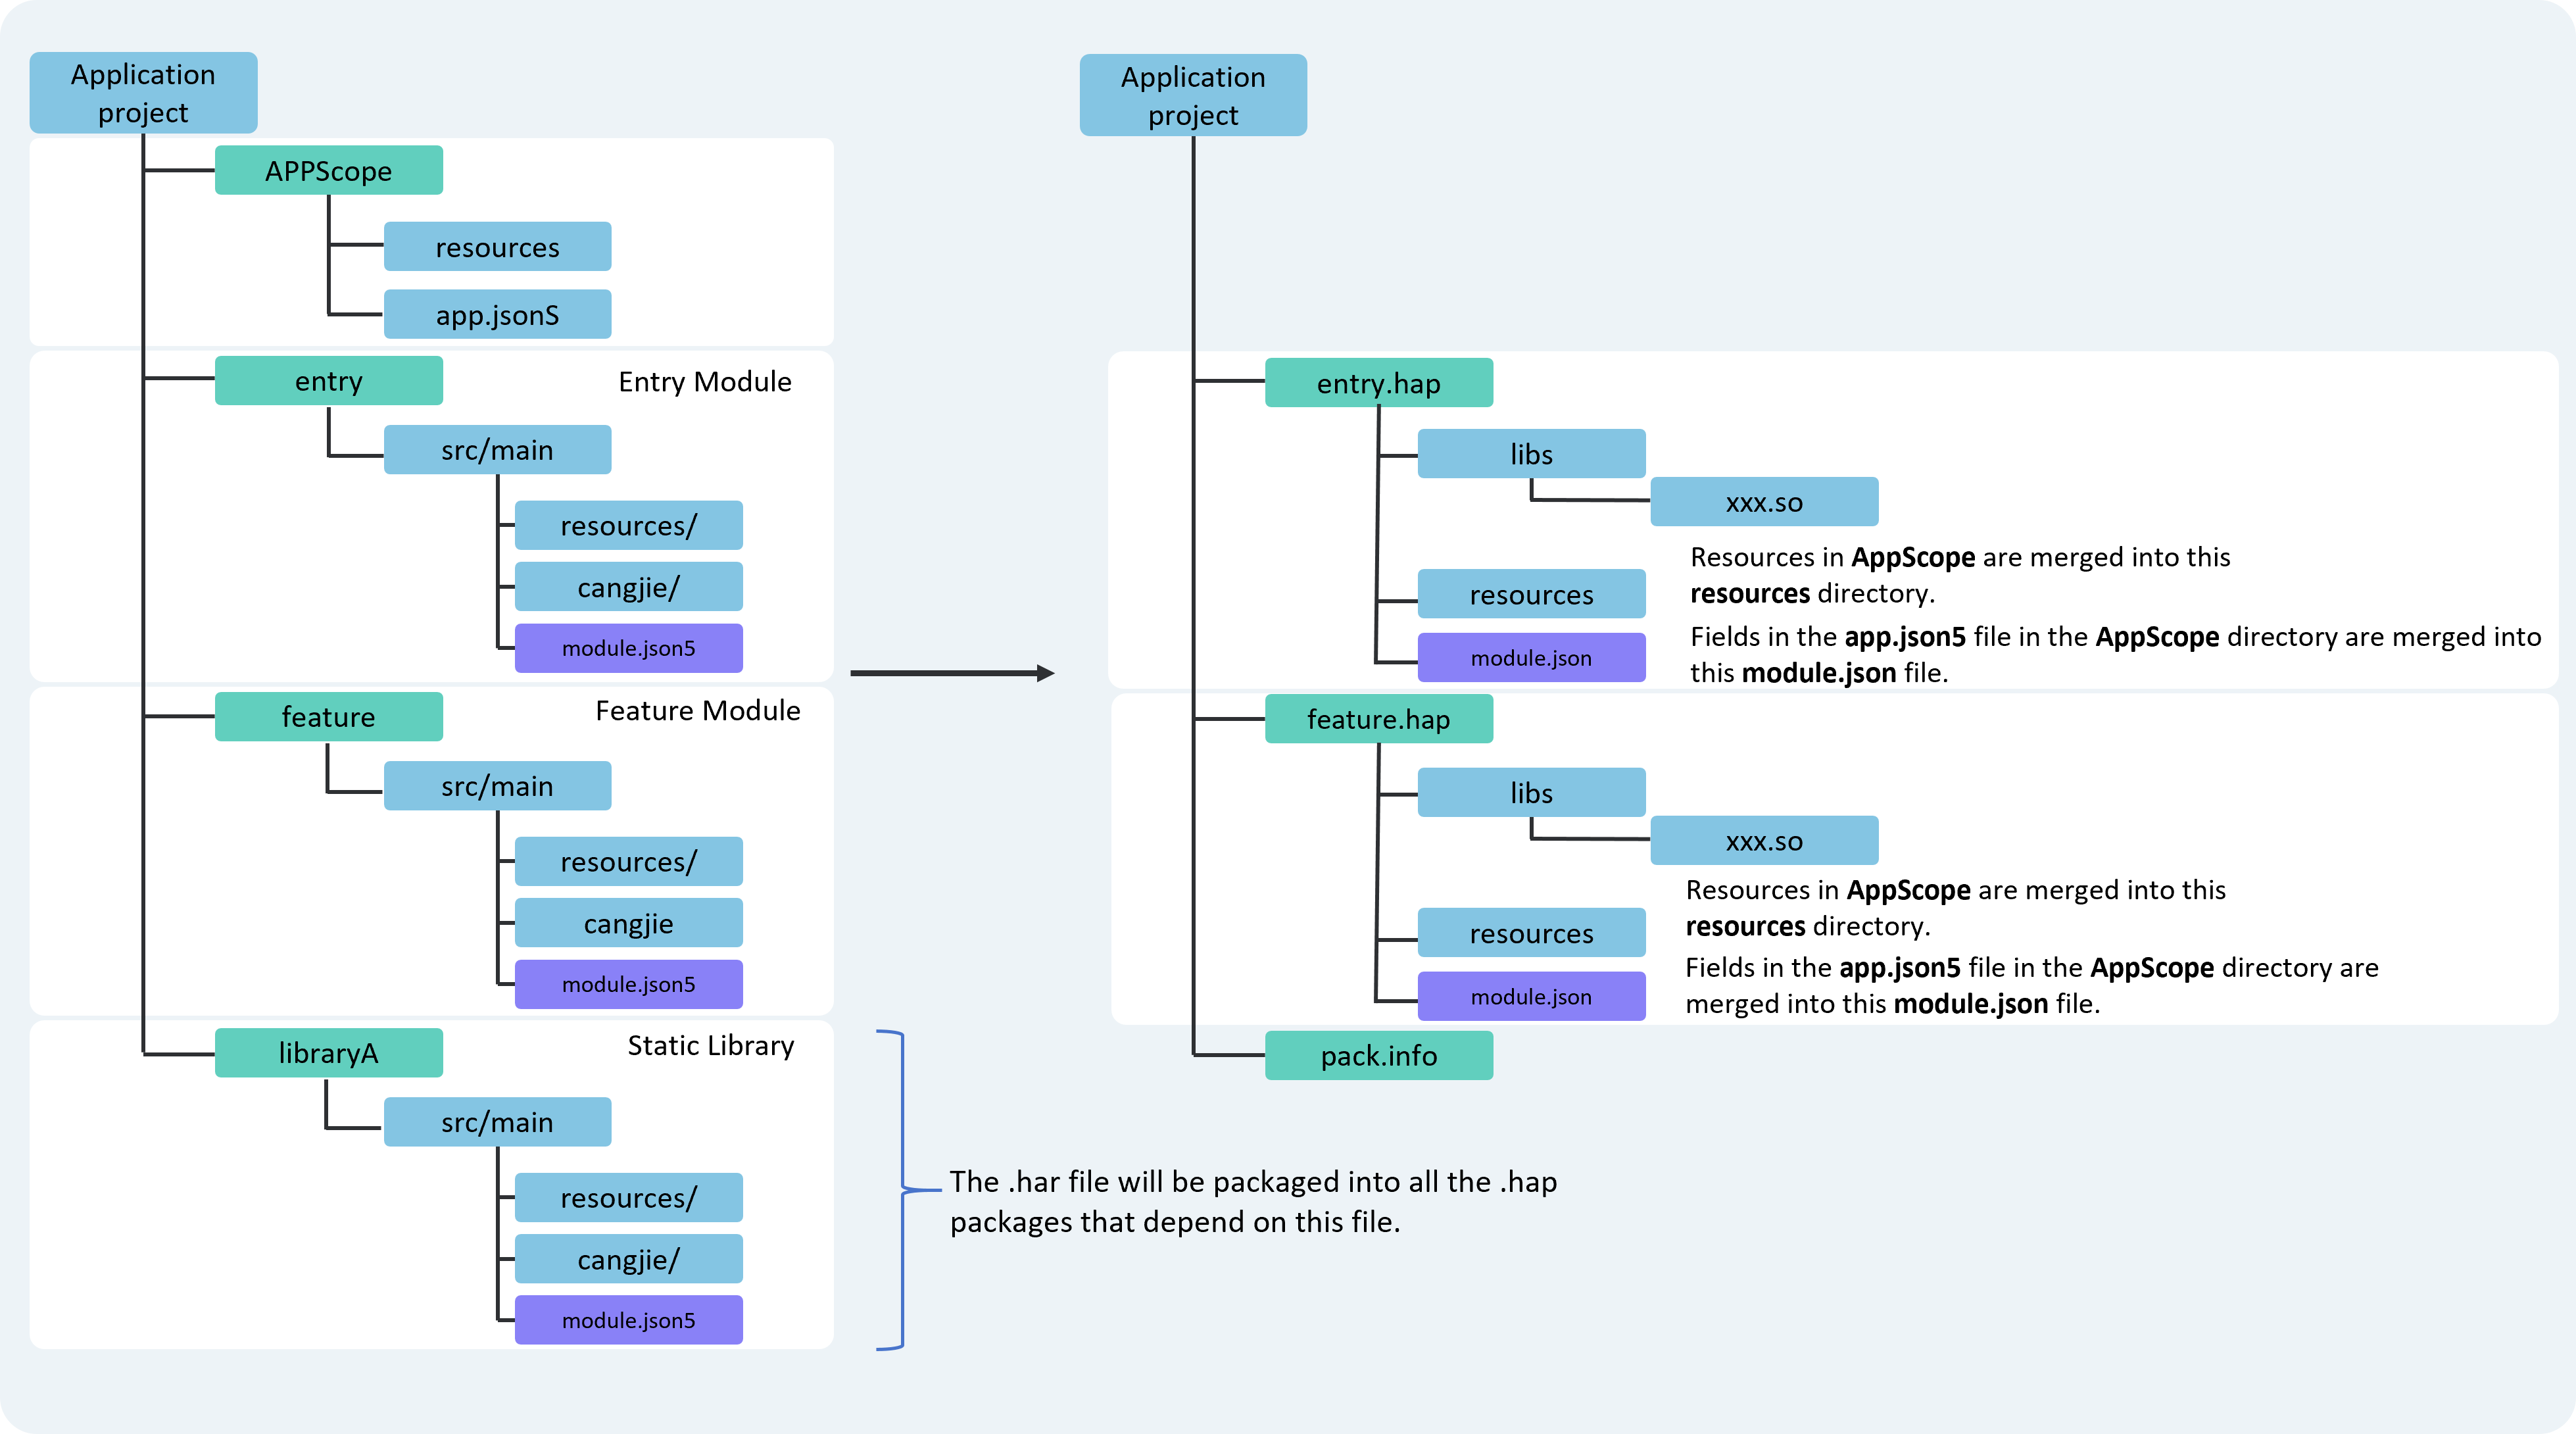 Application
project
APPScope
resources
app.jsonS
entry
Entry Module
src/main
resources/
cangjie/
module.json5
feature
Feature Module
src/main
resources/
cangjie
module.json5
libraryA
Static Library
src/main
resources/
cangjie/
module.json5
The .har file will be packaged into all the .hap
packages that depend on this file.
Application
project
entry.hap
libs
xxx.so
resources
Resources in AppScope are merged into this
resources directory.
module.json
Fields in the app.json5 file in the AppScope directory are merged into
this module.json file.
feature.hap
libs
xxx.so
resources
Resources in AppScope are merged into this
resources directory.
module.json
Fields in the app.json5 file in the AppScope directory are
merged into this module.json file.
pack.info